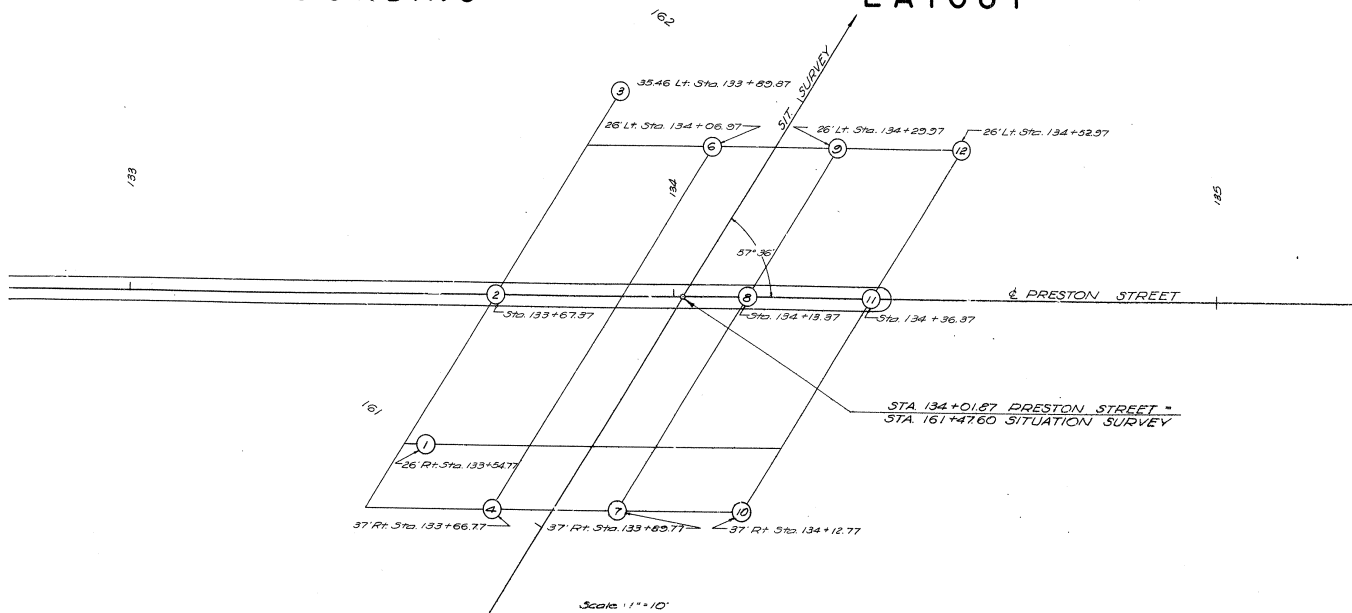 LAYOUT
162
SIT. SURVEY
3
35.46 Lt. Sta. 133+89.87
26' Lt. Sta. 134+06.97
26' Lt. Sta. 134+29.97
26' Lt. Sta. 134+52.97
6
9
12
133
134
135
57° 36'
2
8
11
℄ PRESTON STREET
Sta. 133+67.37
Sta. 134+13.37
Sta. 134+36.37
161
STA. 134+01.87 PRESTON STREET =
STA. 161+47.60 SITUATION SURVEY
1
26' Rt. Sta. 133+54.77
4
7
10
37' Rt. Sta. 133+66.77
37' Rt. Sta. 133+89.77
37' Rt. Sta. 134+12.77
Scale: 1"=10'